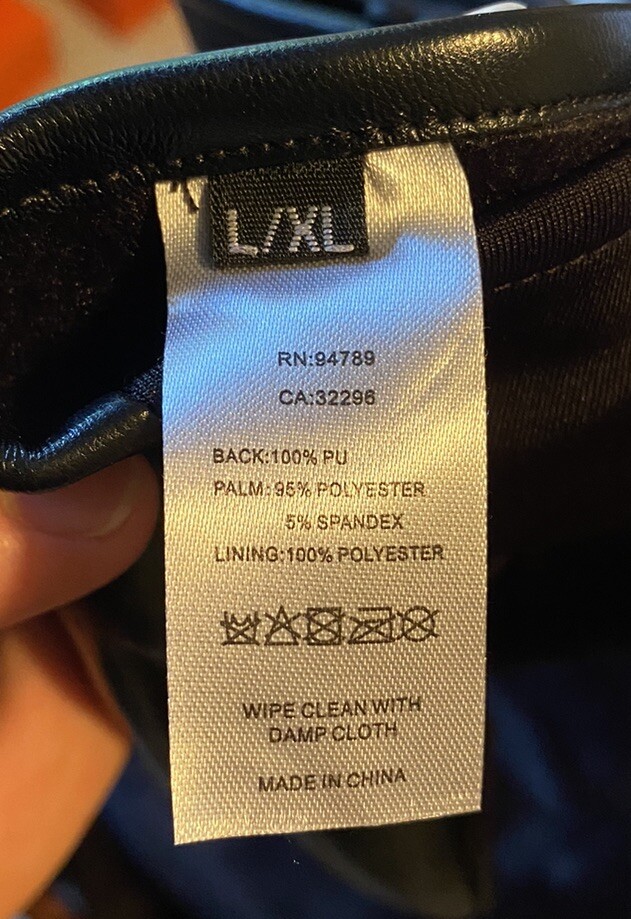 L/XL
RN:94789
CA:32296
BACK:100% PU
PALM:95% POLYESTER
5% SPANDEX
LINING:100% POLYESTER
WIPE CLEAN WITH
DAMP CLOTH
MADE IN CHINA